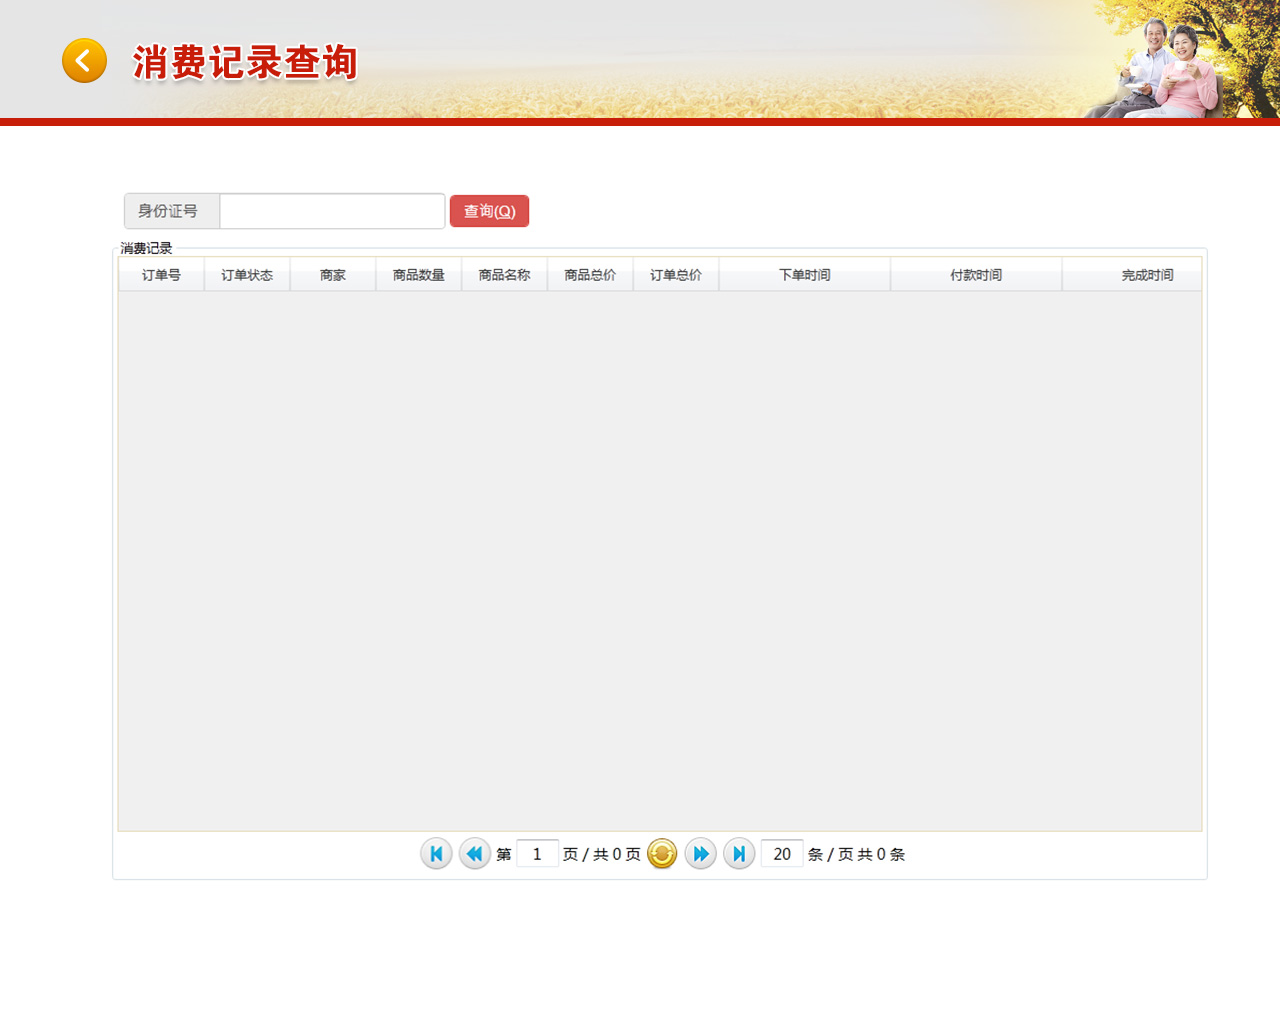 消费记录查询
身份证号 查询(Q)
消费记录
订单号 订单状态 商家 商品数量 商品名称 商品总价 订单总价 下单时间 付款时间 完成时间
第 1 页 / 共 0 页 20 条 / 页 共 0 条